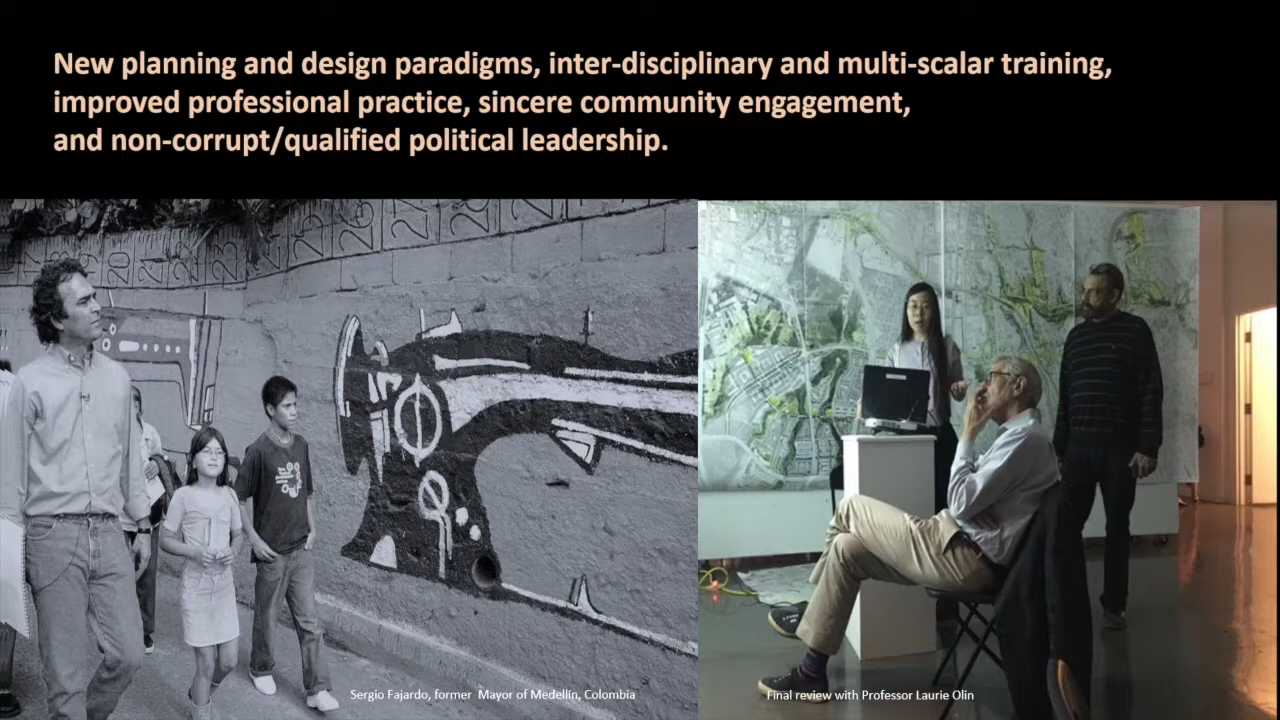 New planning and design paradigms, inter-disciplinary and multi-scalar training,
improved professional practice, sincere community engagement,
and non-corrupt/qualified political leadership.
Sergio Fajardo, former Mayor of Medellín, Colombia
Final review with Professor Laurie Olin